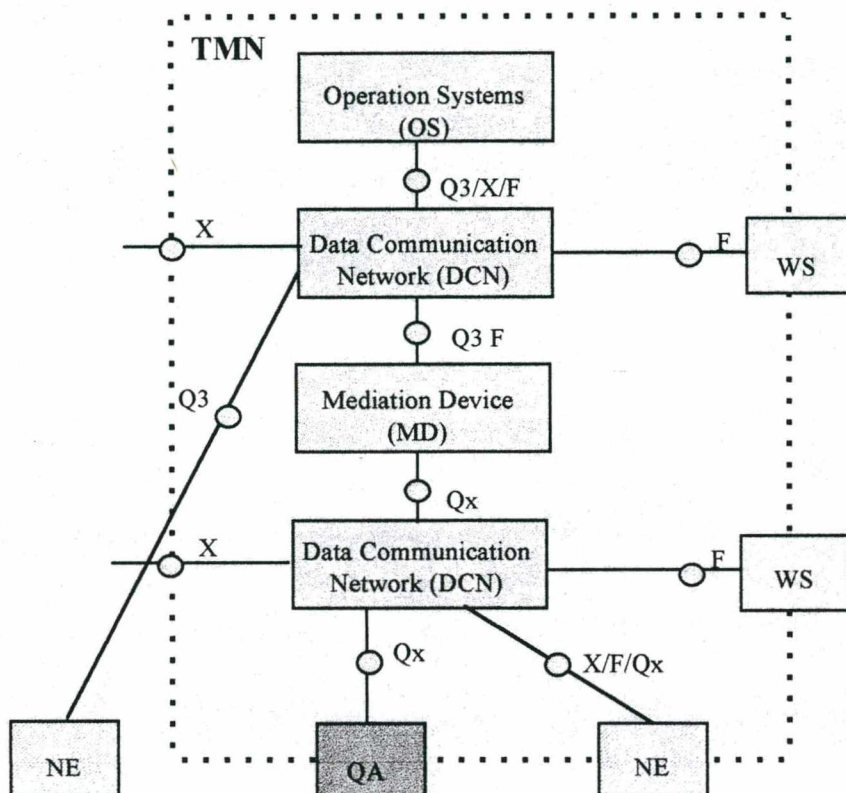 TMN
Operation Systems
(OS)
Q3/X/F
X
Data Communication
Network (DCN)
F
WS
Q3 F
Q3
Mediation Device
(MD)
Qx
X
Data Communication
Network (DCN)
F
WS
Qx
X/F/Qx
NE
QA
NE